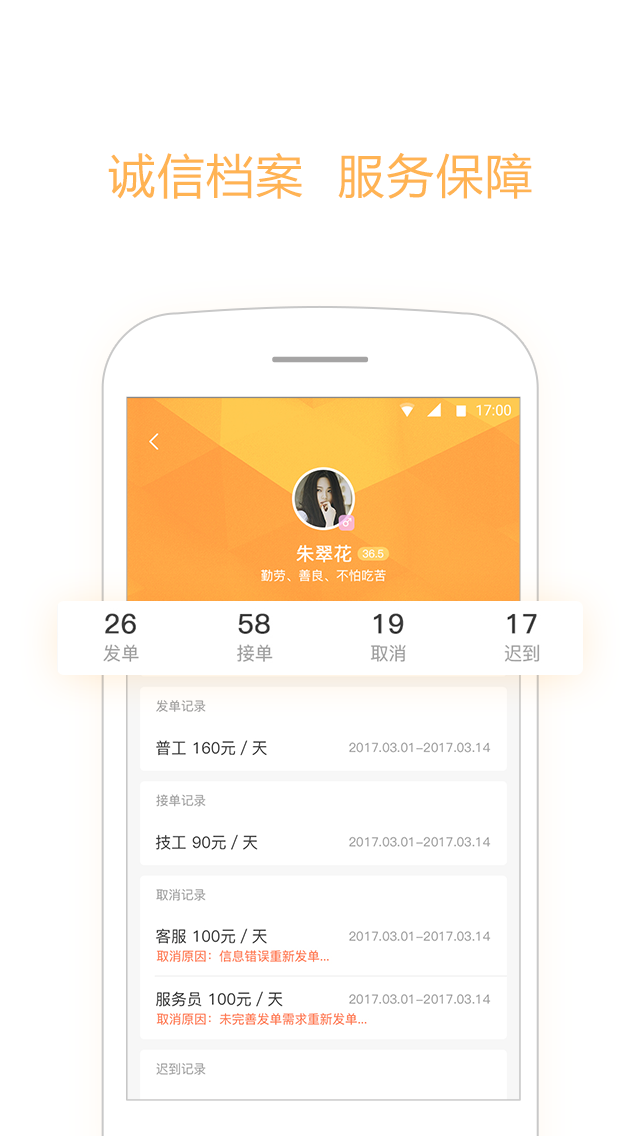 诚信档案 服务保障
17:00
朱翠花 36.5
勤劳、善良、不怕吃苦
26 58 19 17
发单 接单 取消 迟到
发单记录
普工 160元 / 天 2017.03.01-2017.03.14
接单记录
技工 90元 / 天 2017.03.01-2017.03.14
取消记录
客服 100元 / 天 2017.03.01-2017.03.14
取消原因：信息错误重新发单...
服务员 100元 / 天 2017.03.01-2017.03.14
取消原因：未完善发单需求重新发单...
迟到记录